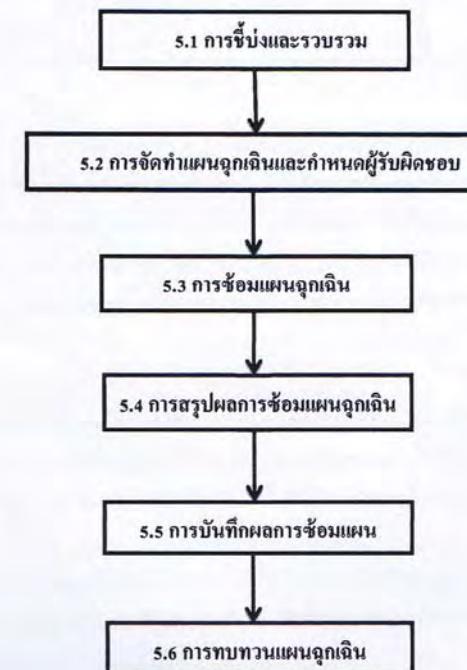 5.1 การชี้บ่งและรวบรวม
5.2 การจัดทำแผนฉุกเฉินและกำหนดผู้รับผิดชอบ
5.3 การซ้อมแผนฉุกเฉิน
5.4 การสรุปผลการซ้อมแผนฉุกเฉิน
5.5 การบันทึกผลการซ้อมแผน
5.6 การทบทวนแผนฉุกเฉิน